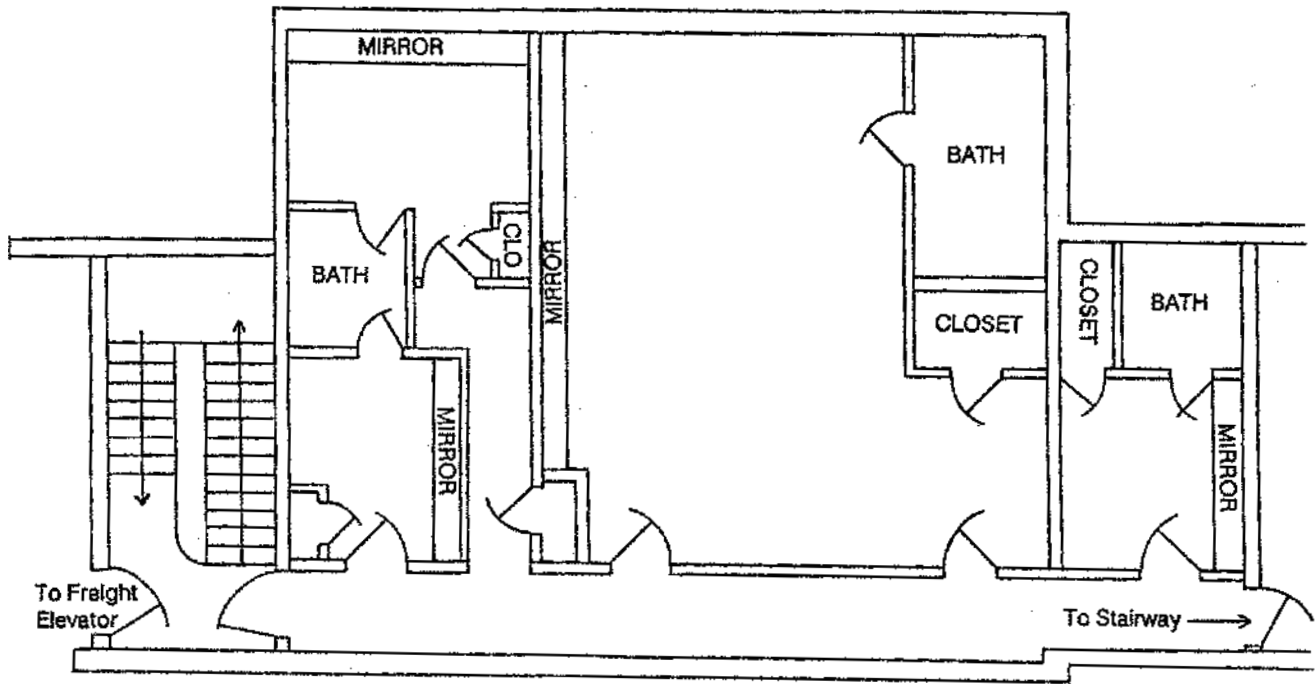 MIRROR
BATH
CLO
MIRROR
BATH
CLOSET
BATH
CLOSET
MIRROR
MIRROR
To Freight
Elevator
To Stairway